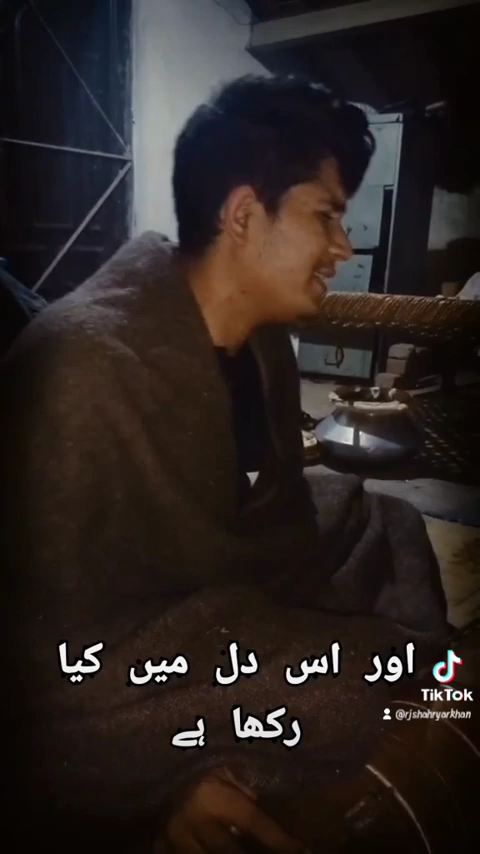 اور اس دل میں کیا
رکھا ہے
TikTok
@rjshahryarkhan